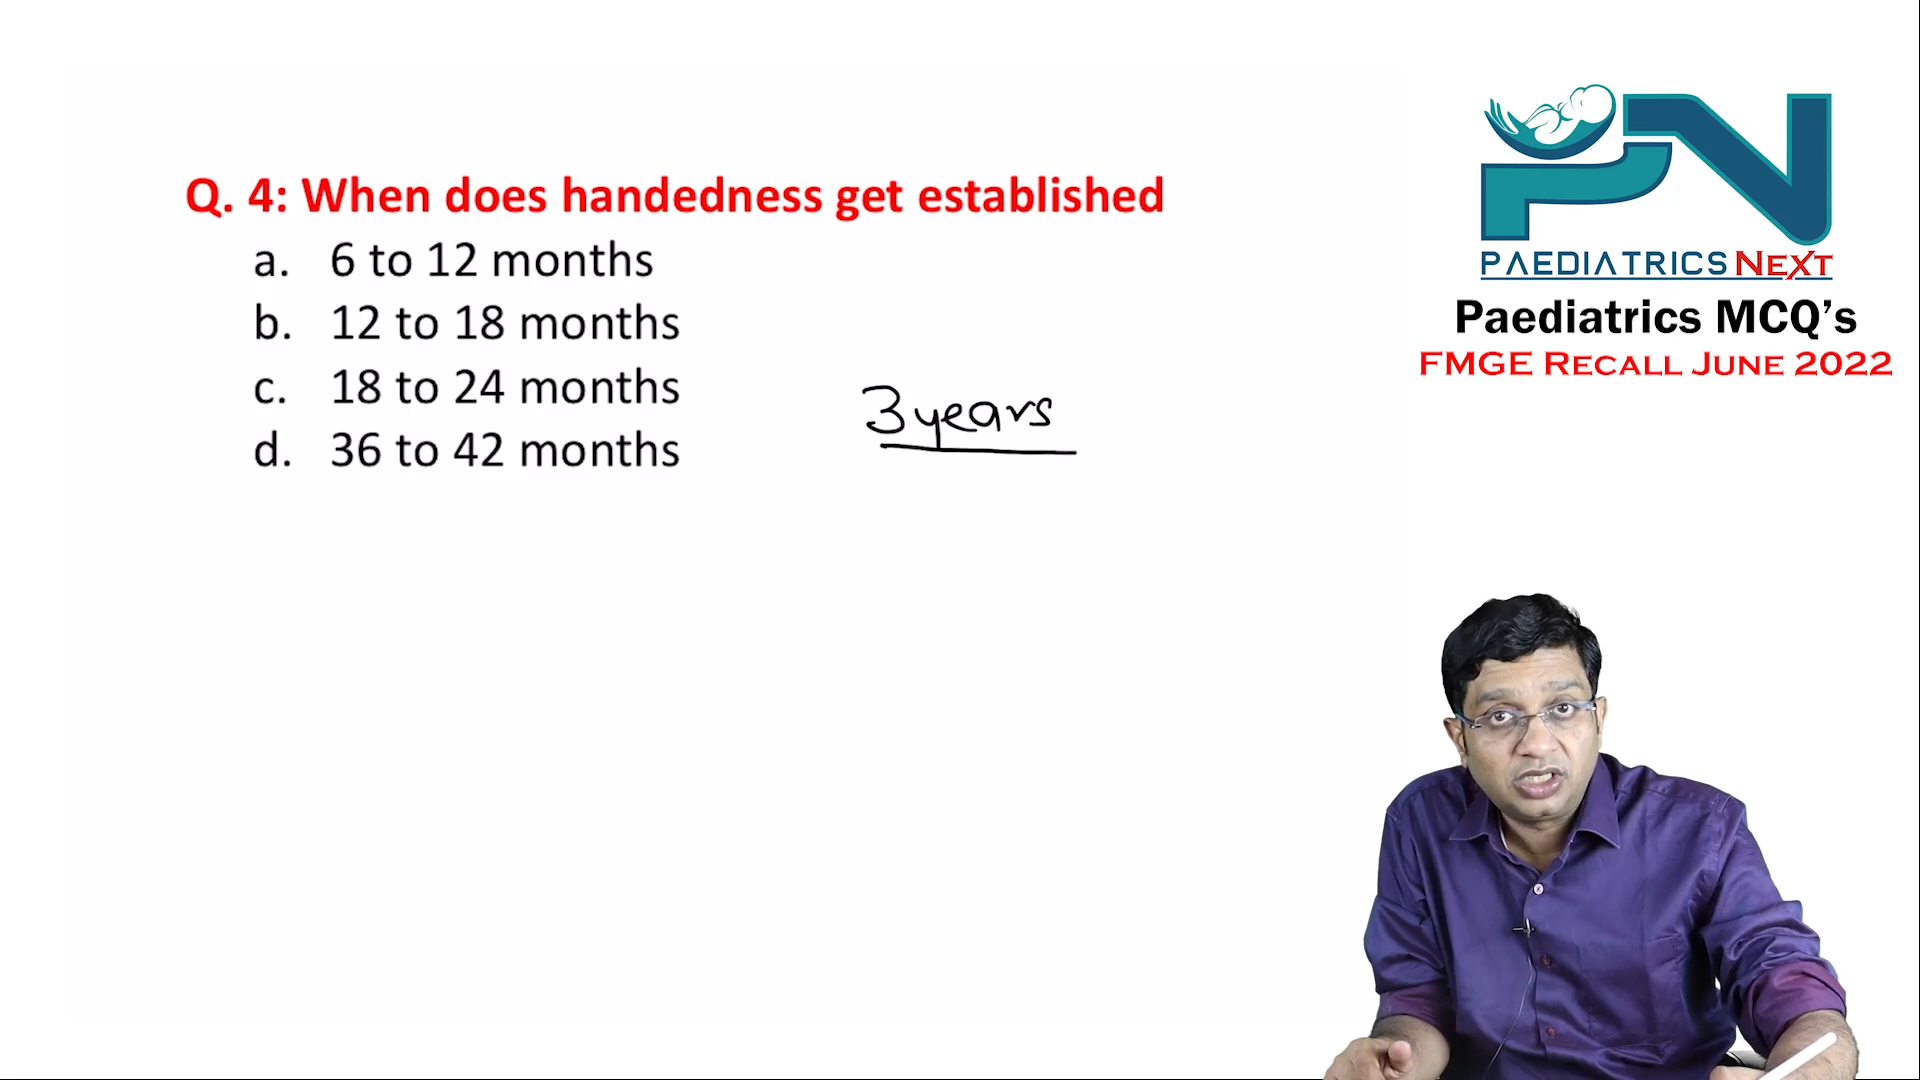 Q. 4: When does handedness get established
a. 6 to 12 months
b. 12 to 18 months
c. 18 to 24 months
d. 36 to 42 months
3 years
PN
PAEDIATRICS NEXT
Paediatrics MCQ’s
FMGE RECALL JUNE 2022